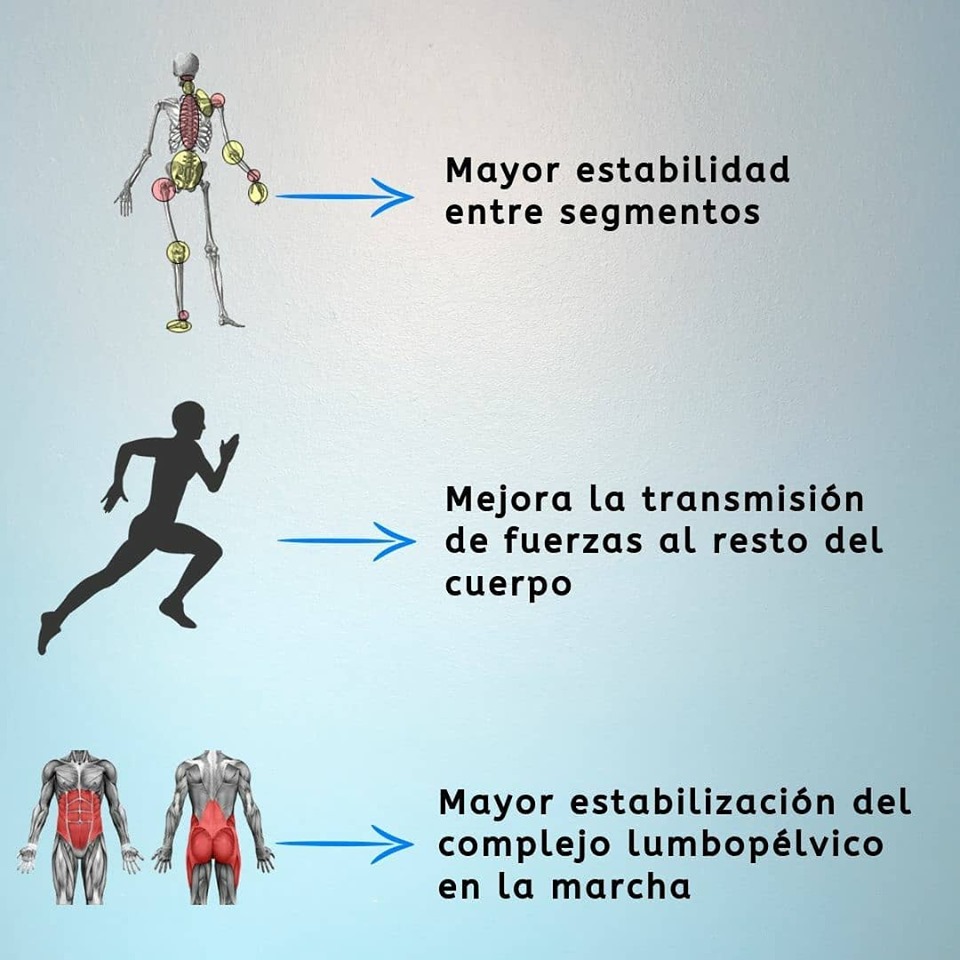 Mayor estabilidad
entre segmentos
Mejora la transmisión
de fuerzas al resto del
cuerpo
Mayor estabilización del
complejo lumbopélvico
en la marcha